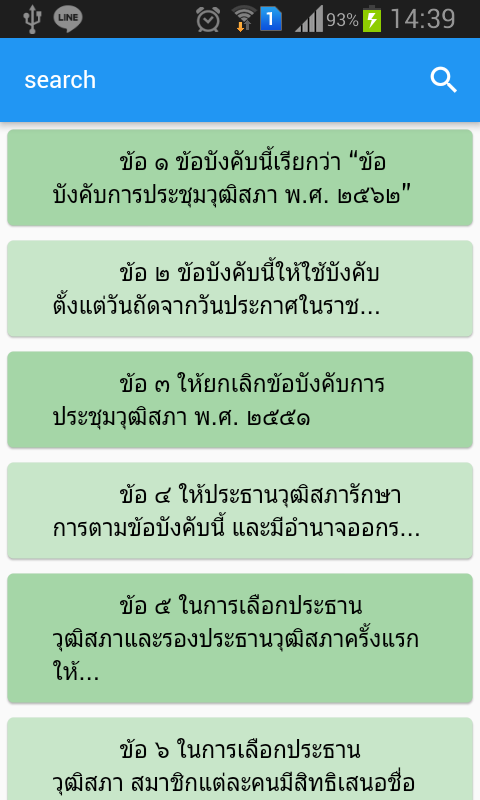 LINE
1
93%
14:39
search
ข้อ ๑ ข้อบังคับนี้เรียกว่า “ข้อ
บังคับการประชุมวุฒิสภา พ.ศ. ๒๕๖๒”
ข้อ ๒ ข้อบังคับนี้ให้ใช้บังคับ
ตั้งแต่วันถัดจากวันประกาศในราช...
ข้อ ๓ ให้ยกเลิกข้อบังคับการ
ประชุมวุฒิสภา พ.ศ. ๒๕๕๑
ข้อ ๔ ให้ประธานวุฒิสภารักษา
การตามข้อบังคับนี้ และมีอำนาจออกร...
ข้อ ๕ ในการเลือกประธาน
วุฒิสภาและรองประธานวุฒิสภาครั้งแรก
ให้...
ข้อ ๖ ในการเลือกประธาน
วุฒิสภา สมาชิกแต่ละคนมีสิทธิเสนอชื่อ